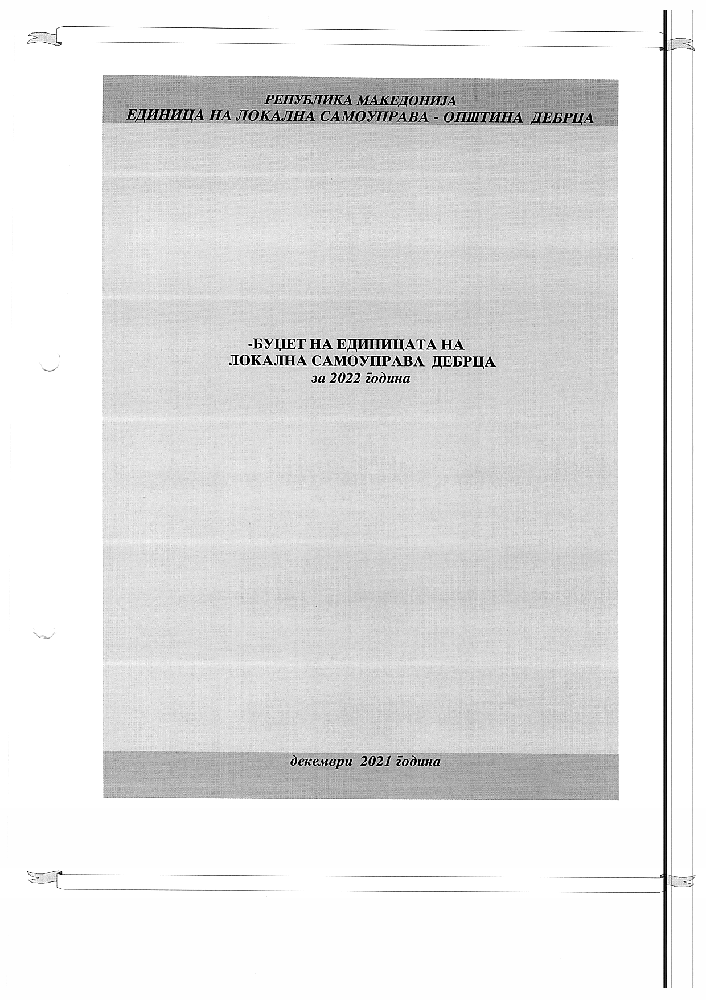 РЕПУБЛИКА МАКЕДОНИЈА
ЕДИНИЦА НА ЛОКАЛНА САМОУПРАВА - ОПШТИНА ДЕБРЦА
-БУЏЕТ НА ЕДИНИЦАТА НА
ЛОКАЛНА САМОУПРАВА ДЕБРЦА
за 2022 година
декември 2021 година